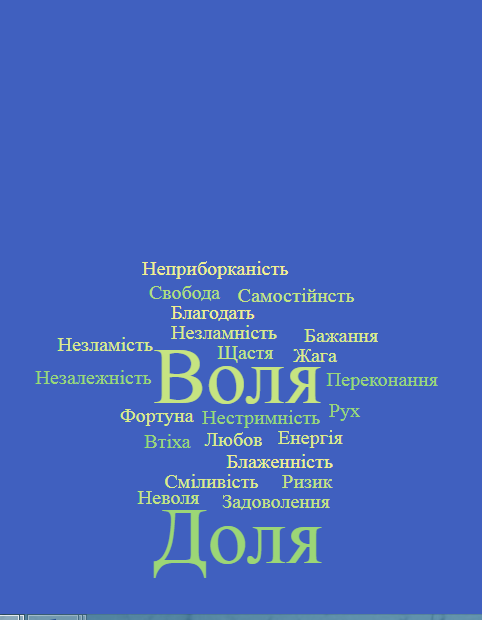 Неприборканість
Свобода Самостійнсть
Благодать
Незламність Бажання
Незламість Щастя Жага
Незалежність Воля Переконання
Фортуна Нестримність Рух
Втіха Любов Енергія
Блаженність
Сміливість Ризик
Неволя Задоволення
Доля